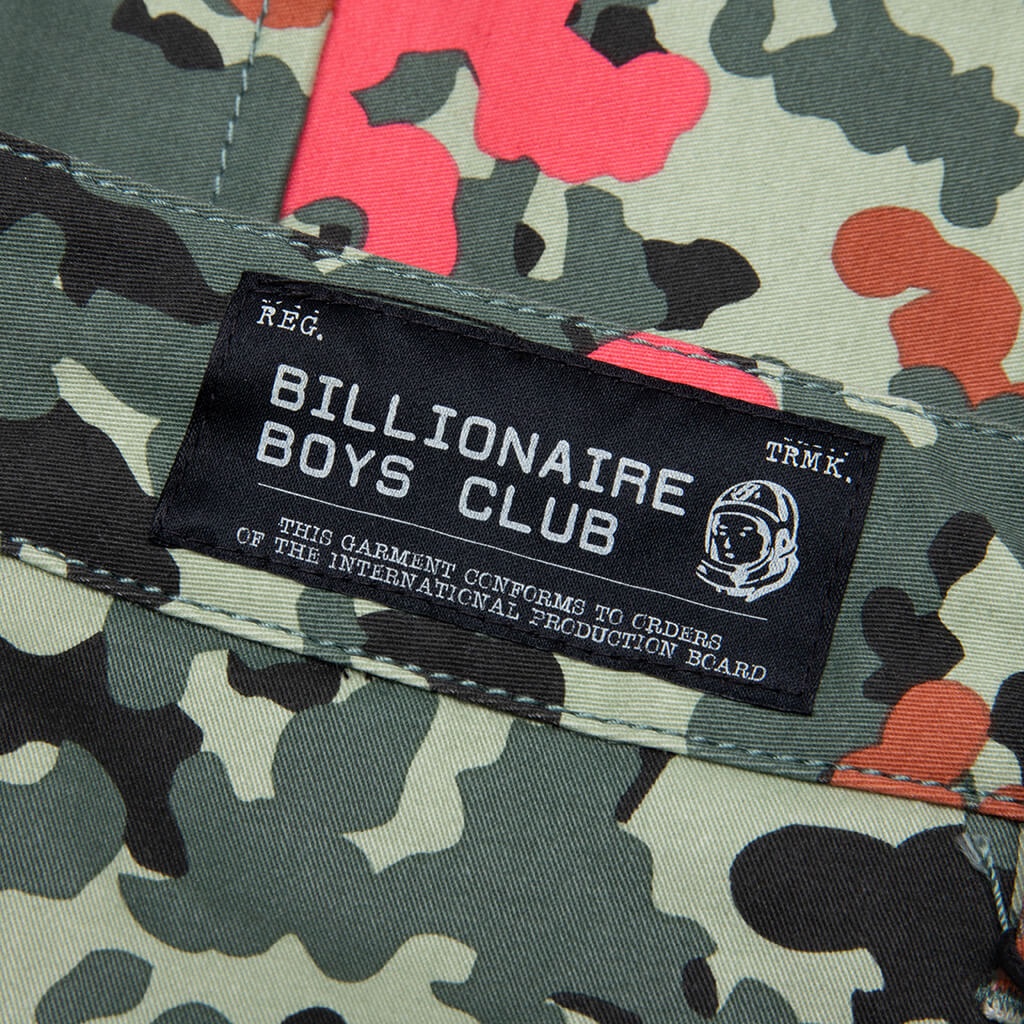 REG.
TRMK.
BILLIONAIRE
BOYS CLUB
THIS GARMENT CONFORMS TO ORDERS
OF THE INTERNATIONAL PRODUCTION BOARD